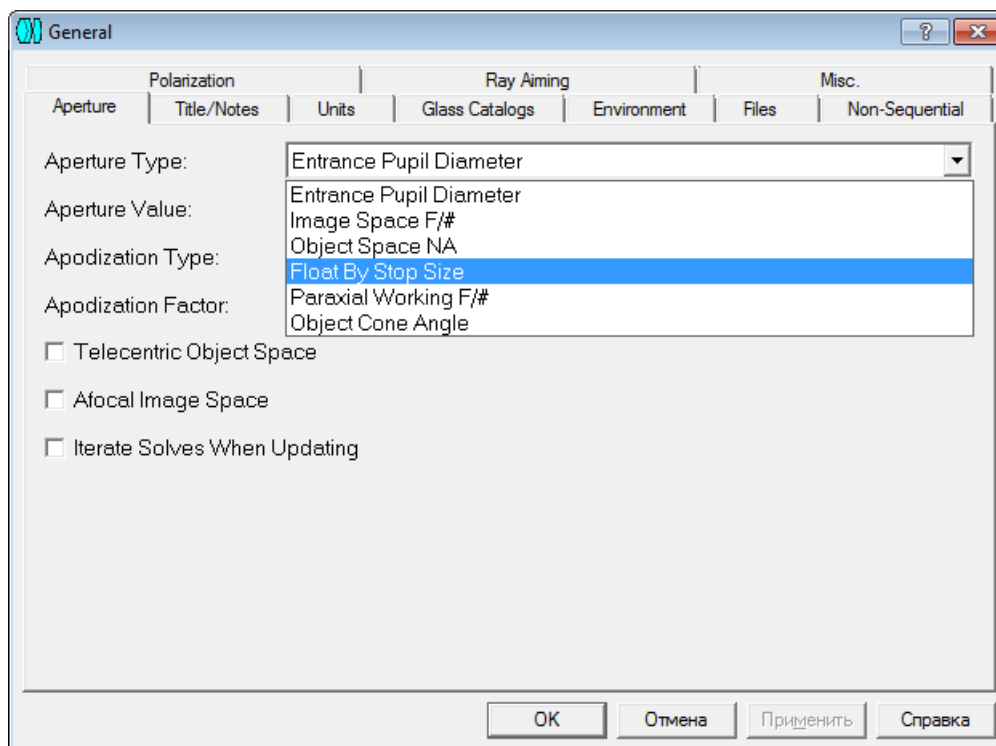 General
Polarization Ray Aiming Misc.
Aperture Title/Notes Units Glass Catalogs Environment Files Non-Sequential
Aperture Type: Entrance Pupil Diameter
Entrance Pupil Diameter
Aperture Value:
Image Space F/#
Object Space NA
Apodization Type:
Float By Stop Size
Paraxial Working F/#
Apodization Factor:
Object Cone Angle
Telecentric Object Space
Afocal Image Space
Iterate Solves When Updating
OK Отмена Применить Справка